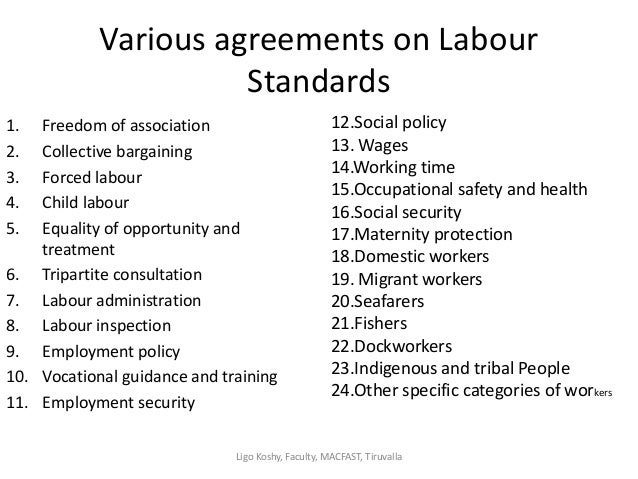 Various agreements on Labour
Standards
1. Freedom of association
2. Collective bargaining
3. Forced labour
4. Child labour
5. Equality of opportunity and
treatment
6. Tripartite consultation
7. Labour administration
8. Labour inspection
9. Employment policy
10. Vocational guidance and training
11. Employment security
12.Social policy
13. Wages
14.Working time
15.Occupational safety and health
16.Social security
17.Maternity protection
18.Domestic workers
19. Migrant workers
20.Seafarers
21.Fishers
22.Dockworkers
23.Indigenous and tribal People
24.Other specific categories of workers
Ligo Koshy, Faculty, MACFAST, Tiruvalla